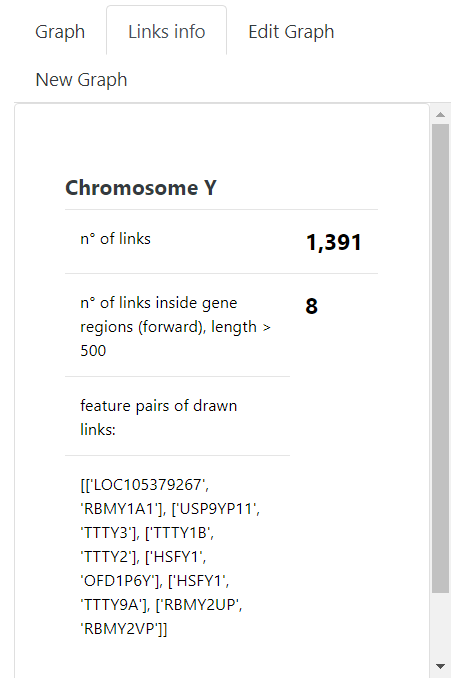 Graph Links info Edit Graph
New Graph
Chromosome Y
n° of links 1,391
n° of links inside gene 8
regions (forward), length >
500
feature pairs of drawn
links:
[['LOC105379267',
'RBMY1A1'], ['USP9YP11',
'TTTY3'], ['TTTY1B',
'TTTY2'], ['HSFY1',
'OFD1P6Y'], ['HSFY1',
'TTTY9A'], ['RBMY2UP',
'RBMY2VP']]